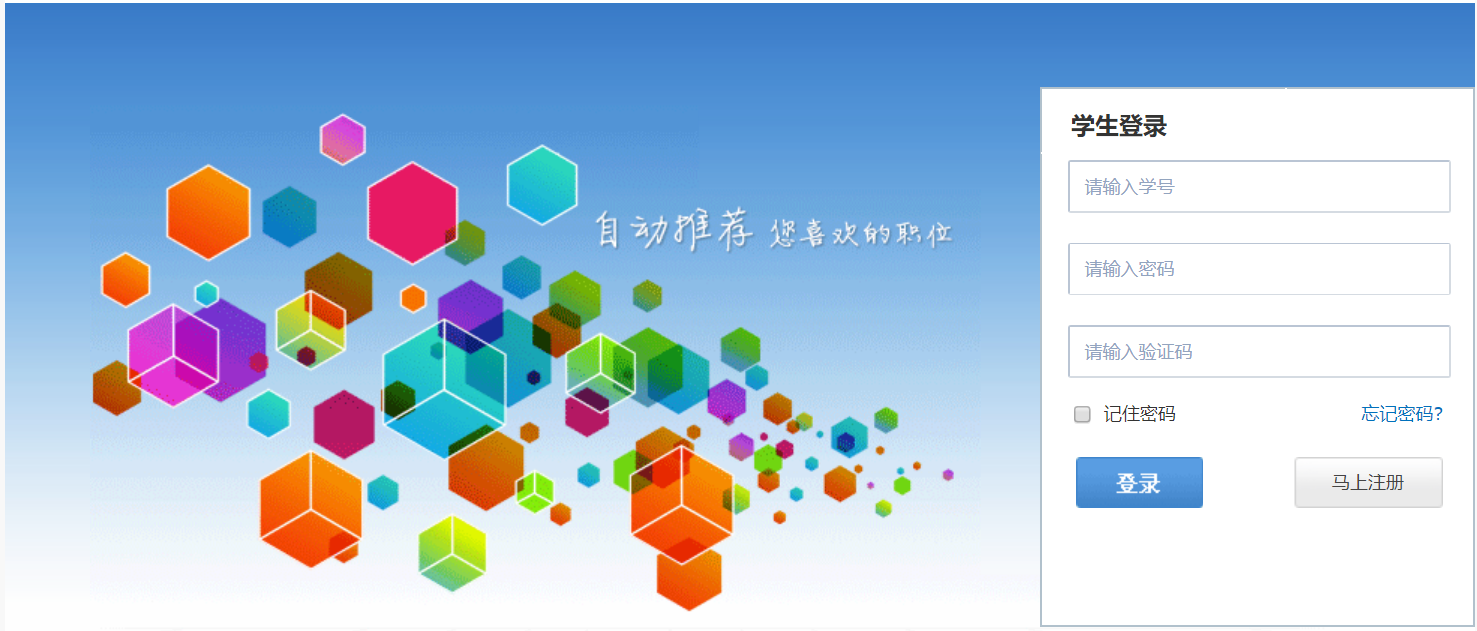 自动推荐 您喜欢的职位
学生登录
请输入学号
请输入密码
请输入验证码
记住密码 忘记密码?
登录 马上注册